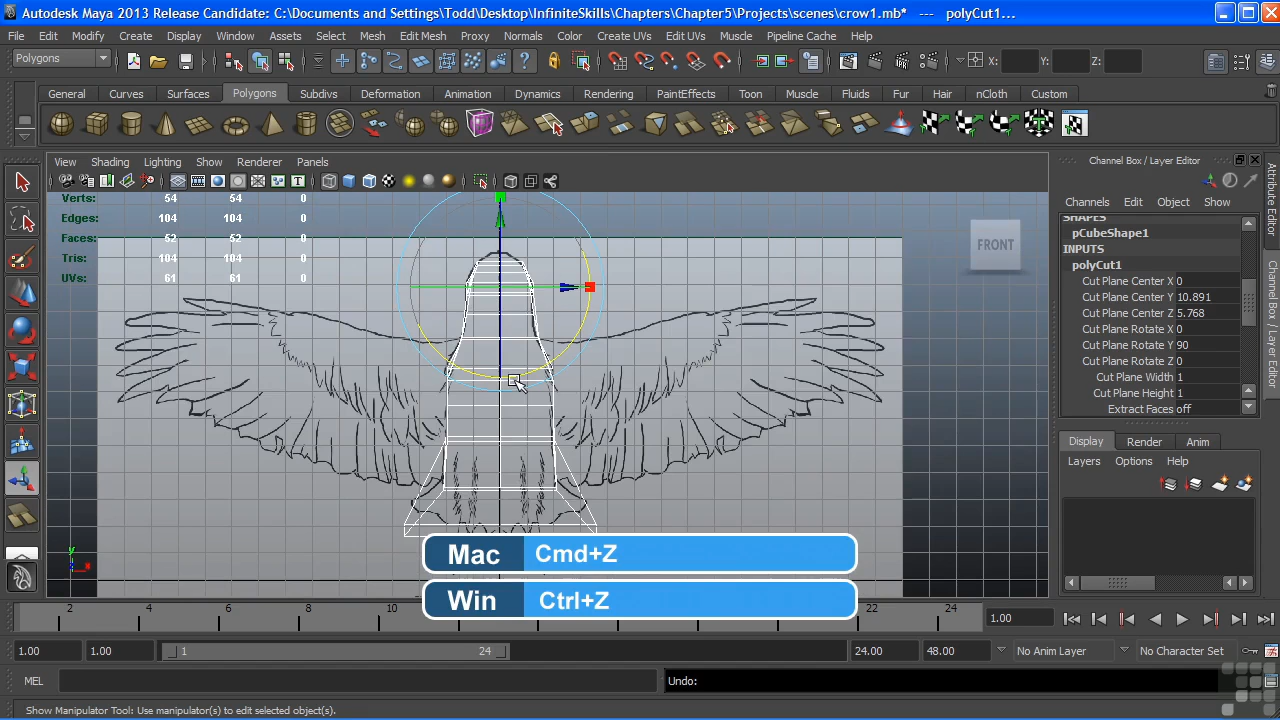 Autodesk Maya 2013 Release Candidate: C:\Documents and Settings\Todd\Desktop\InfiniteSkills\Chapters\Chapter5\Projects\scenes\crow1.mb* --- polyCut1...
File Edit Modify Create Display Window Assets Select Mesh Edit Mesh Proxy Normals Color Create UVs Edit UVs Muscle Pipeline Cache Help
Polygons X: Y: Z:
General Curves Surfaces Polygons Subdivs Deformation Animation Dynamics Rendering PaintEffects Toon Muscle Fluids Fur Hair nCloth Custom
View Shading Lighting Show Renderer Panels
Verts: 54 54 0
Edges: 104 104 0
Faces: 52 52 0
Tris: 104 104 0
UVs: 61 61 0
FRONT
y
x
Mac Cmd+Z
Win Ctrl+Z
Channel Box / Layer Editor
Channels Edit Object Show
SHAPES
pCubeShape1
INPUTS
polyCut1
Cut Plane Center X 0
Cut Plane Center Y 10.891
Cut Plane Center Z 5.768
Cut Plane Rotate X 0
Cut Plane Rotate Y 90
Cut Plane Rotate Z 0
Cut Plane Width 1
Cut Plane Height 1
Extract Faces off
Display Render Anim
Layers Options Help
Attribute Editor
Channel Box / Layer Editor
2 4 6 8 10 22 24
1.00
1.00 1.00 1 24 24.00 48.00 No Anim Layer No Character Set
MEL Undo:
Show Manipulator Tool: Use manipulator(s) to edit selected object(s).